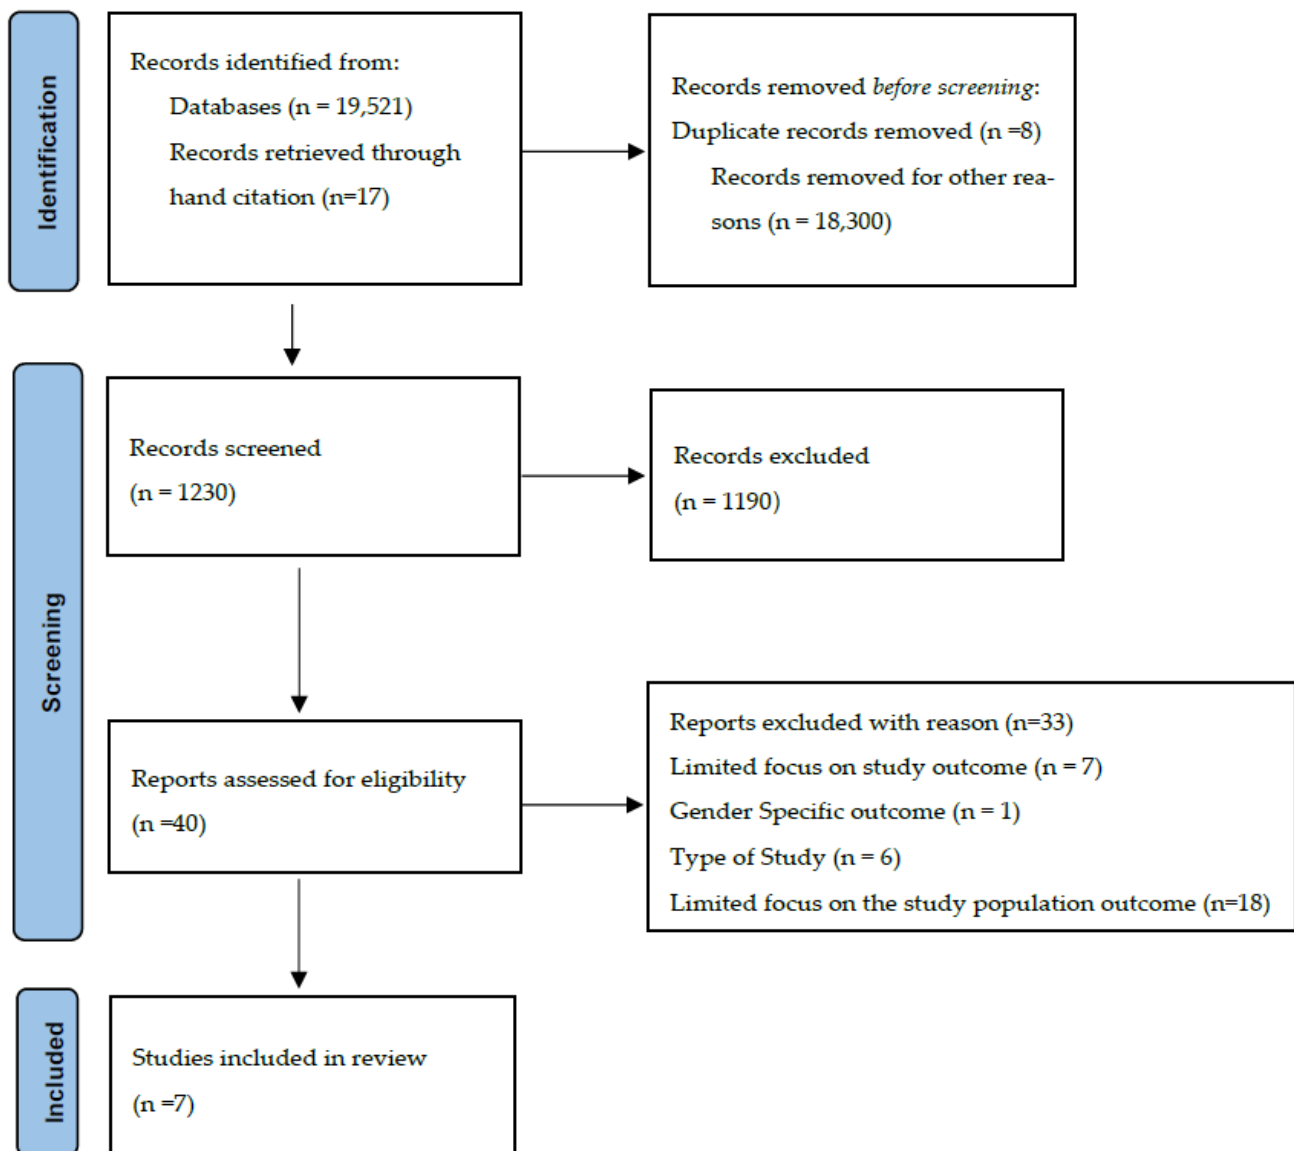 Identification
Records identified from:
Databases (n = 19,521)
Records retrieved through
hand citation (n=17)
Records removed before screening:
Duplicate records removed (n =8)
Records removed for other rea-
sons (n = 18,300)
Screening
Records screened
(n = 1230)
Records excluded
(n = 1190)
Reports assessed for eligibility
(n =40)
Reports excluded with reason (n=33)
Limited focus on study outcome (n = 7)
Gender Specific outcome (n = 1)
Type of Study (n = 6)
Limited focus on the study population outcome (n=18)
Included
Studies included in review
(n =7)